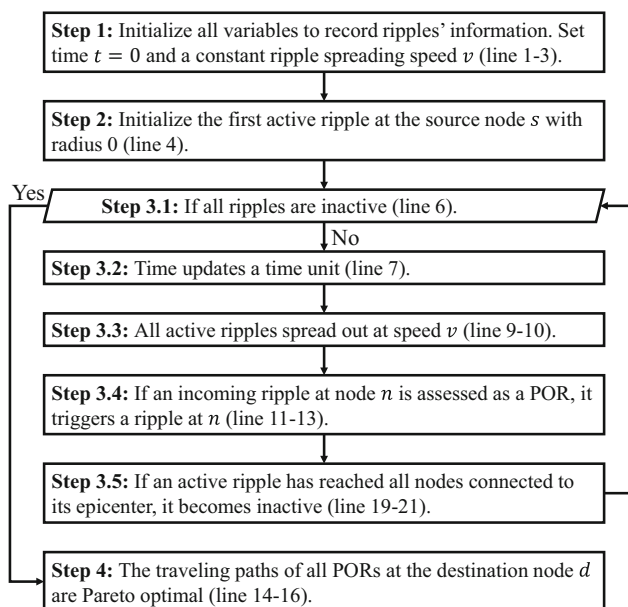 Step 1: Initialize all variables to record ripples' information. Set
time t = 0 and a constant ripple spreading speed v (line 1-3).
Step 2: Initialize the first active ripple at the source node s with
radius 0 (line 4).
Yes
Step 3.1: If all ripples are inactive (line 6).
No
Step 3.2: Time updates a time unit (line 7).
Step 3.3: All active ripples spread out at speed v (line 9-10).
Step 3.4: If an incoming ripple at node n is assessed as a POR, it
triggers a ripple at n (line 11-13).
Step 3.5: If an active ripple has reached all nodes connected to
its epicenter, it becomes inactive (line 19-21).
Step 4: The traveling paths of all PORs at the destination node d
are Pareto optimal (line 14-16).